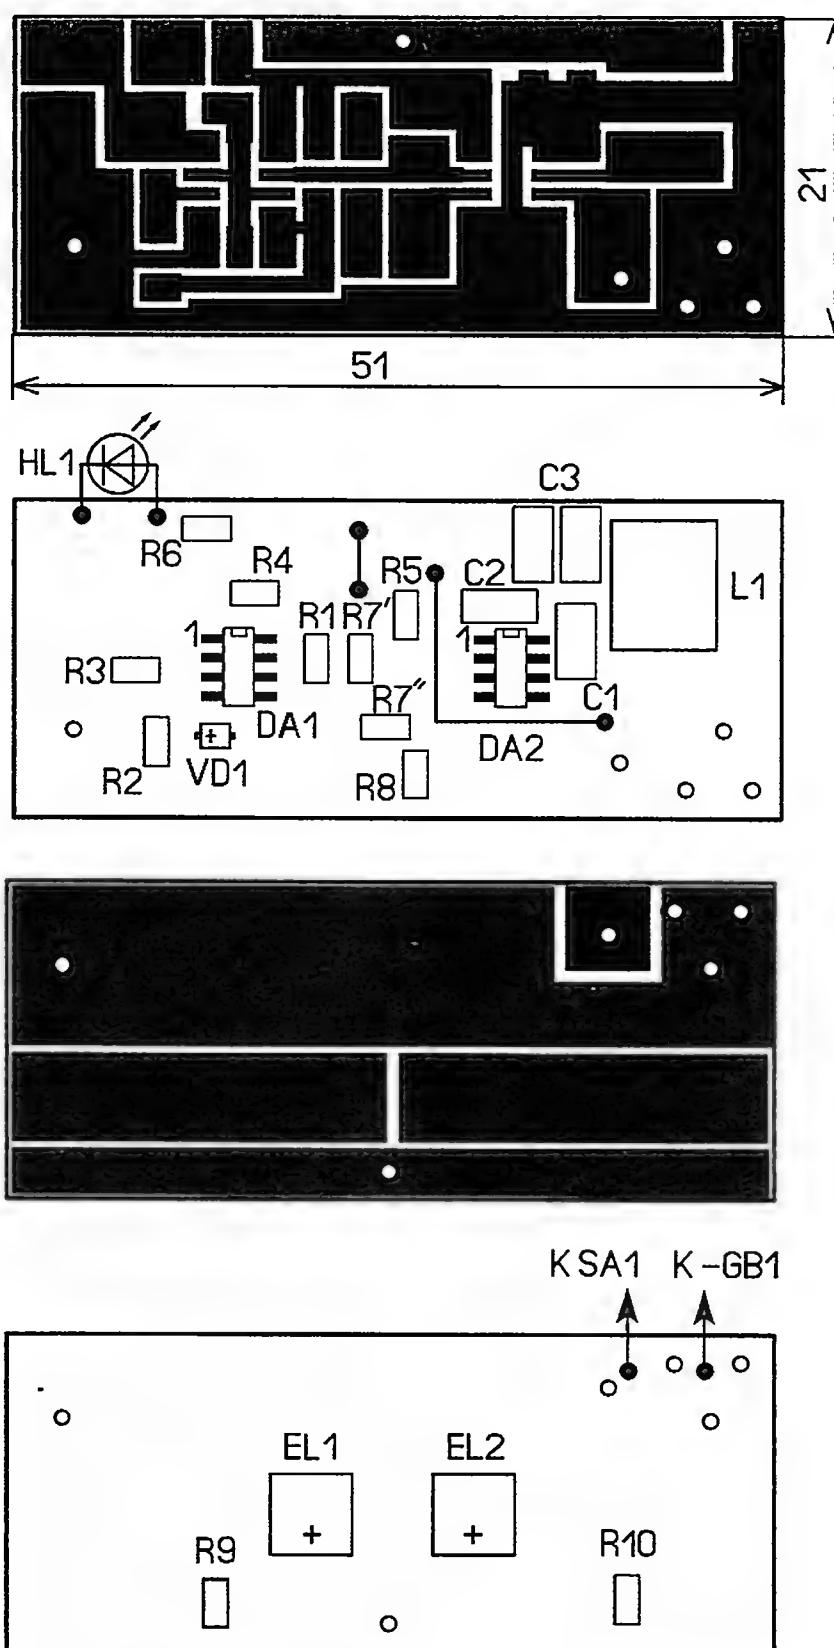 21
51
HL1
C3
R6
R4
R5
C2
L1
1
R1
R7′
1
R3
R7″
C1
DA1
DA2
R2
VD1
R8
K SA1
K –GB1
EL1
EL2
R9
R10